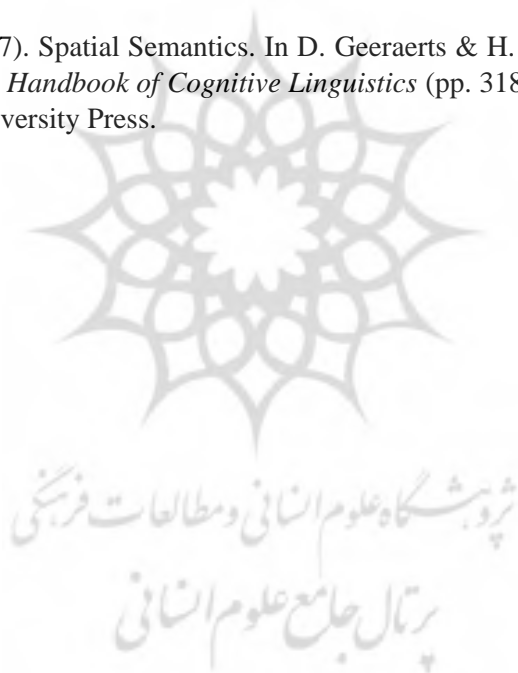 7). Spatial Semantics. In D. Geeraerts & H.
Handbook of Cognitive Linguistics (pp. 318
versity Press.
پژوهشگاه علوم انسانی و مطالعات فرهنگی
پرتال جامع علوم انسانی